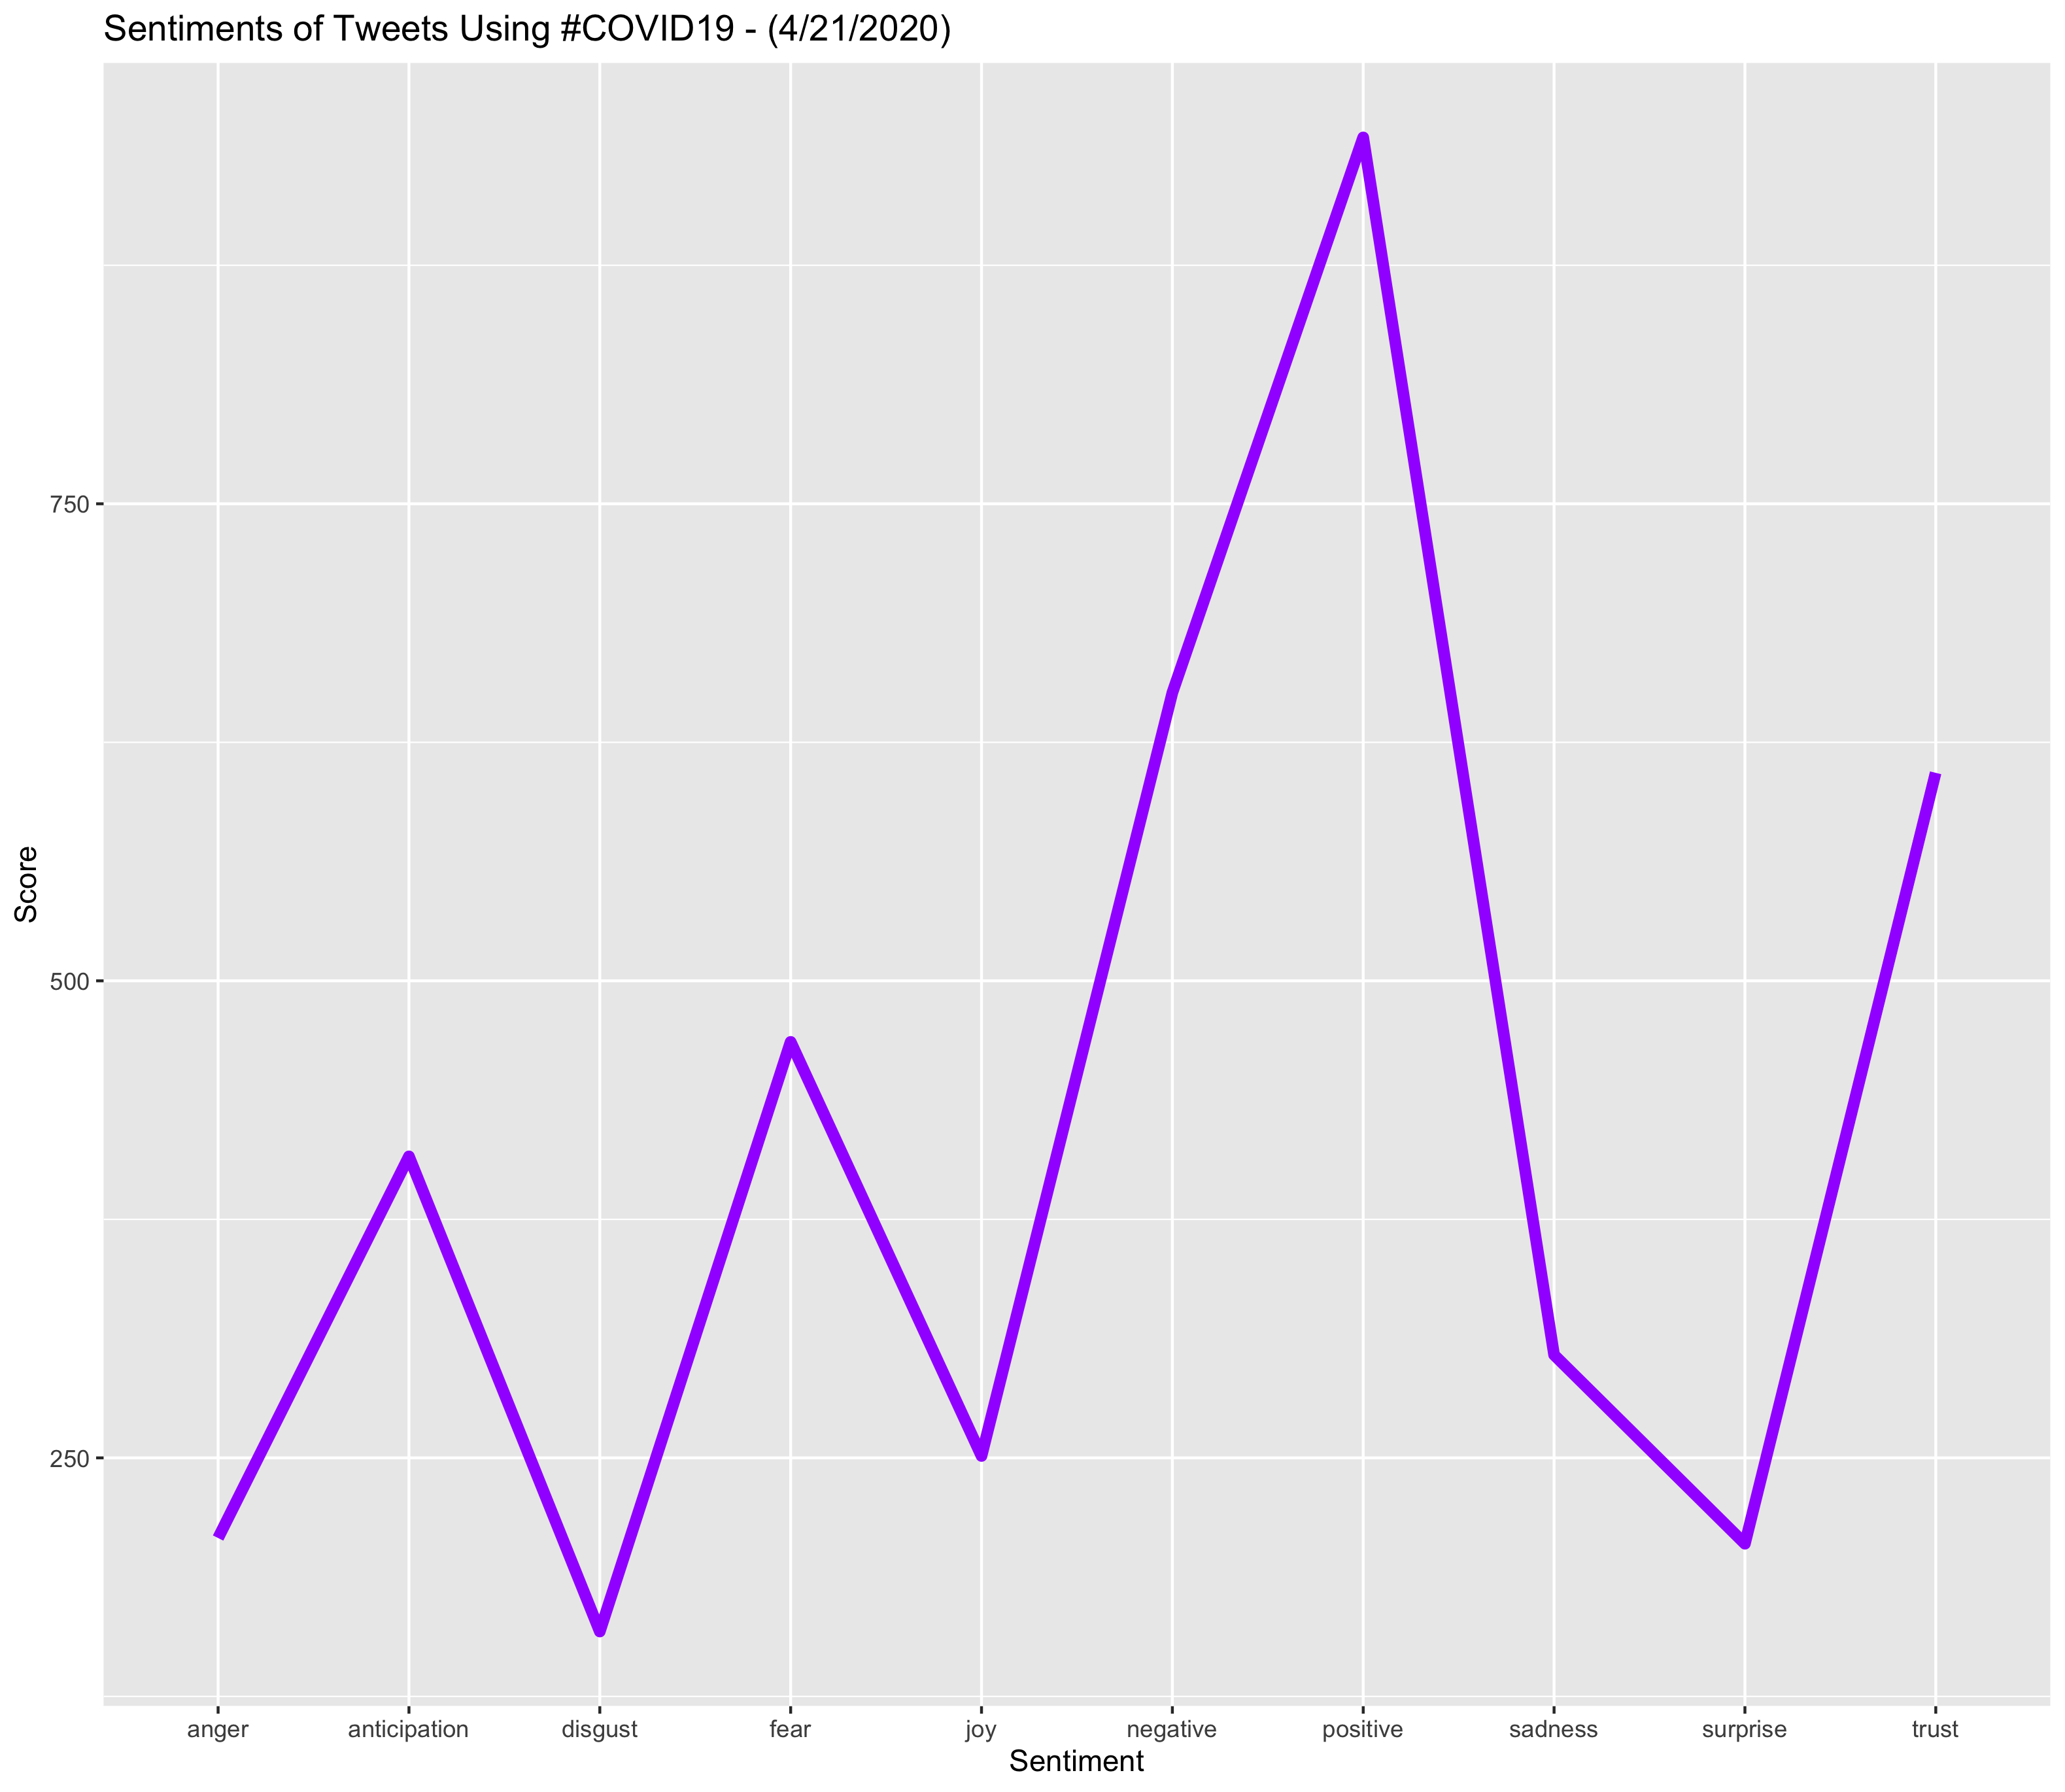 Sentiments of Tweets Using #COVID19 - (4/21/2020)
Score
750
500
250
anger anticipation disgust fear joy negative positive sadness surprise trust
Sentiment